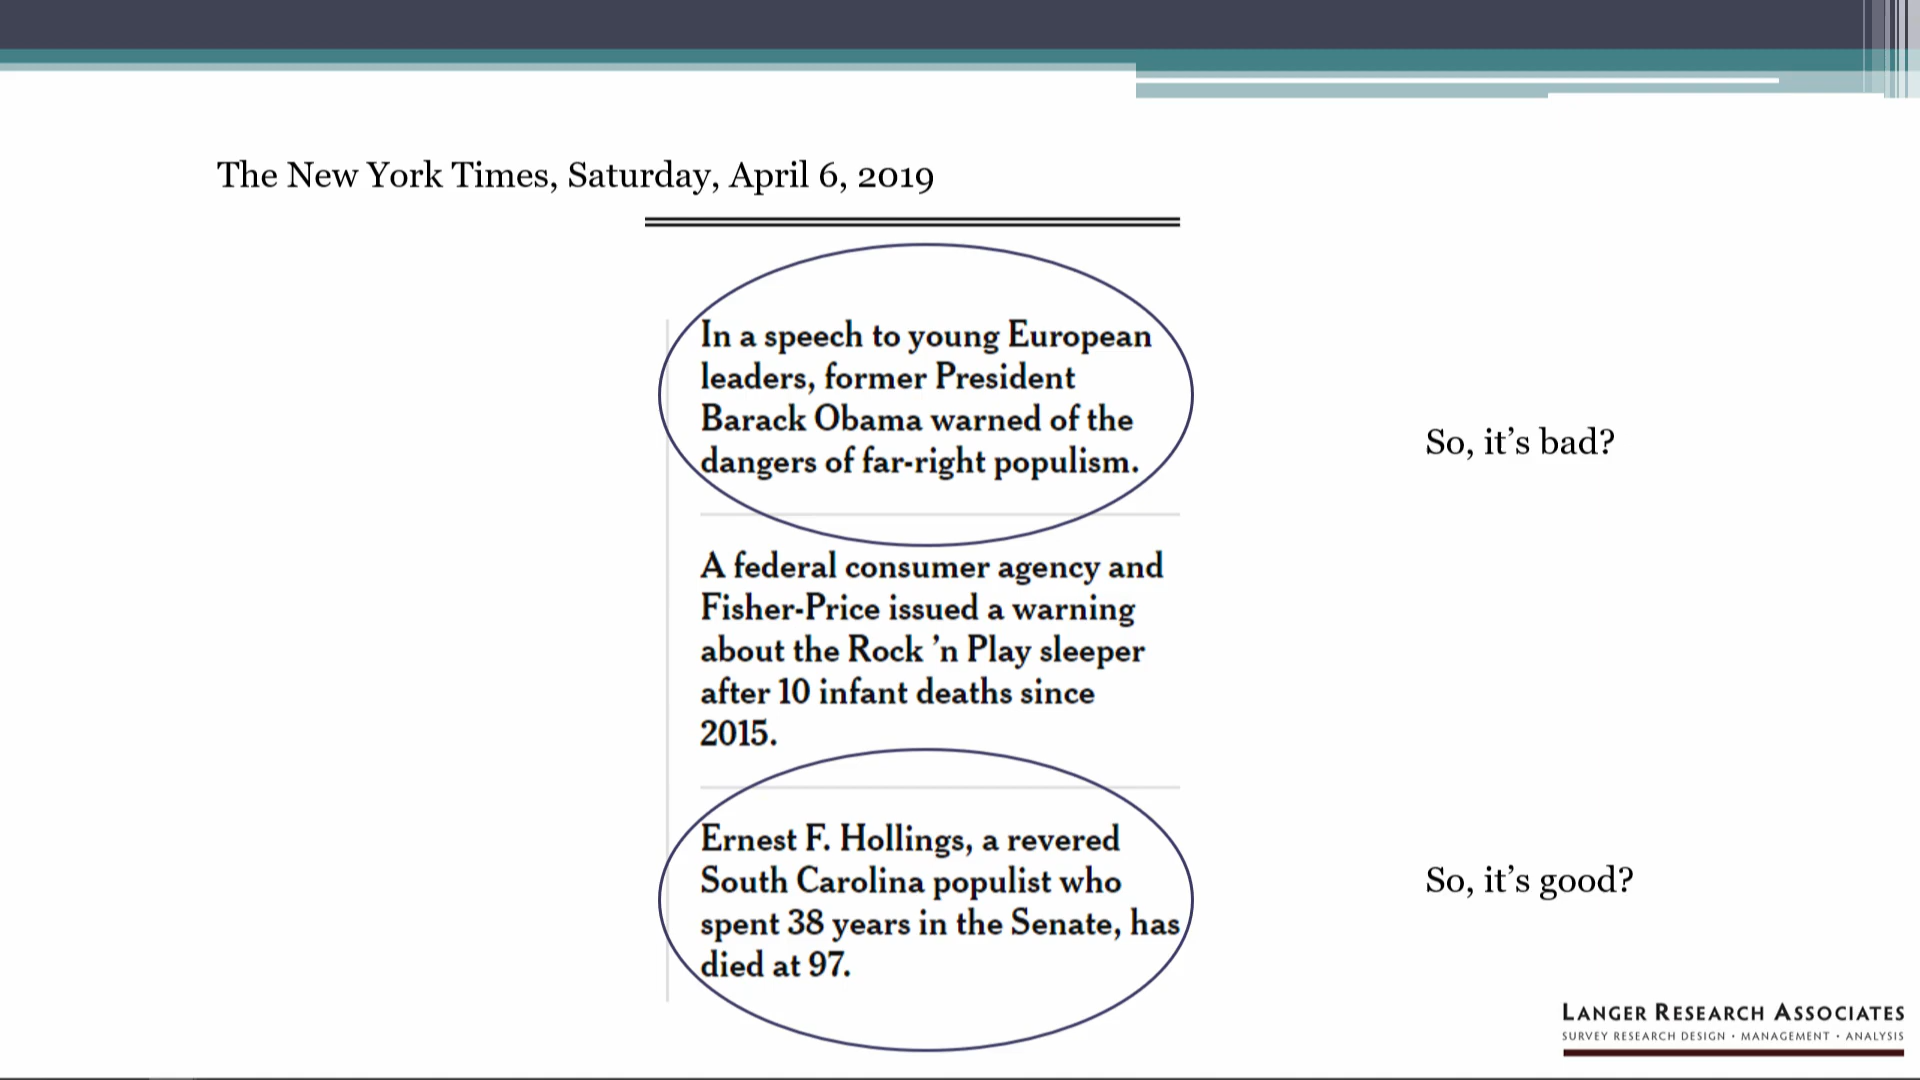 The New York Times, Saturday, April 6, 2019
In a speech to young European
leaders, former President
Barack Obama warned of the
dangers of far-right populism.
So, it’s bad?
A federal consumer agency and
Fisher-Price issued a warning
about the Rock ’n Play sleeper
after 10 infant deaths since
2015.
Ernest F. Hollings, a revered
South Carolina populist who
spent 38 years in the Senate, has
died at 97.
So, it’s good?
LANGER RESEARCH ASSOCIATES
SURVEY RESEARCH DESIGN · MANAGEMENT · ANALYSIS